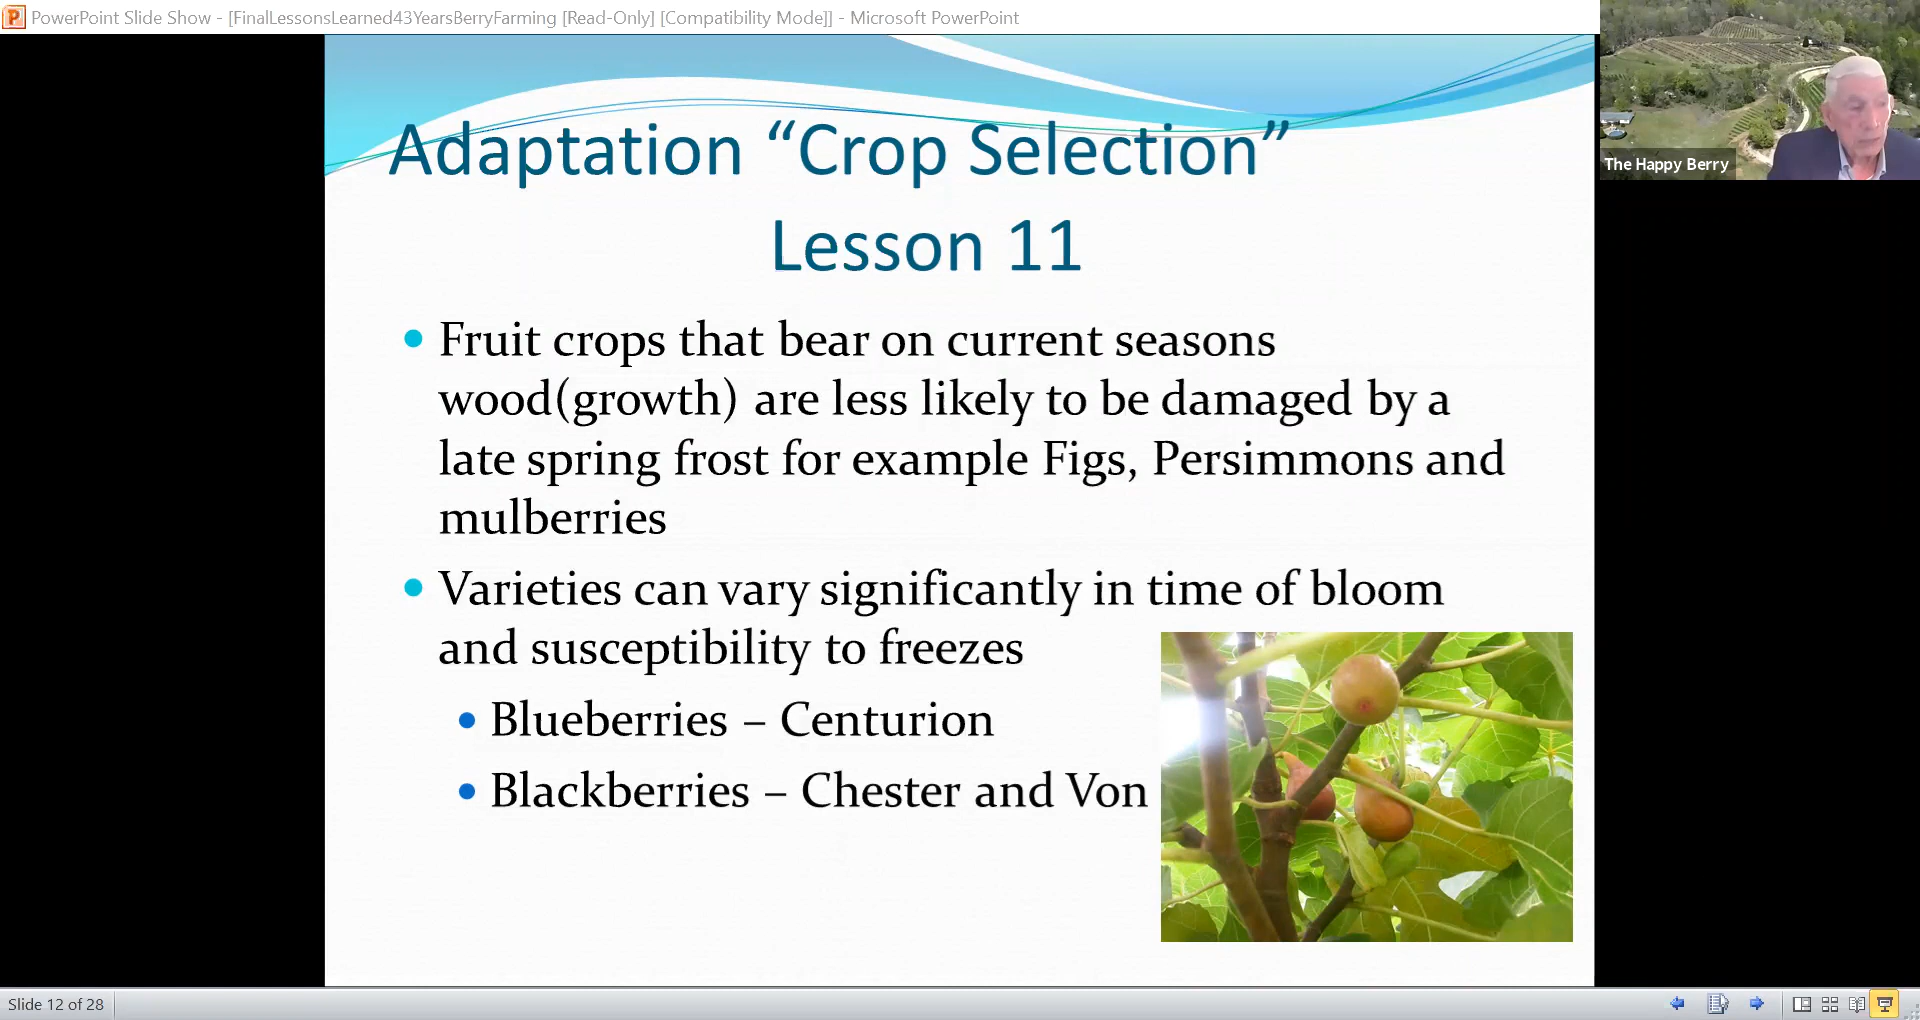 PowerPoint Slide Show - [FinalLessonsLearned43YearsBerryFarming [Read-Only] [Compatibility Mode]] - Microsoft PowerPoint
The Happy Berry
Adaptation “Crop Selection”
Lesson 11
Fruit crops that bear on current seasons
wood(growth) are less likely to be damaged by a
late spring frost for example Figs, Persimmons and
mulberries
Varieties can vary significantly in time of bloom
and susceptibility to freezes
Blueberries – Centurion
Blackberries – Chester and Von
Slide 12 of 28